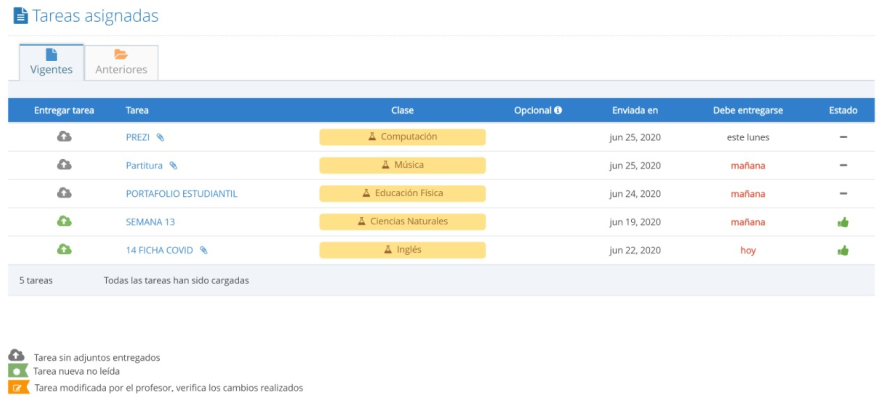 Tareas asignadas
Vigentes Anteriores
Entregar tarea Tarea Clase Opcional Enviada en Debe entregarse Estado
PREZI Computación jun 25, 2020 este lunes –
Partitura Música jun 25, 2020 mañana –
PORTAFOLIO ESTUDIANTIL Educación Física jun 24, 2020 mañana –
SEMANA 13 Ciencias Naturales jun 19, 2020 mañana
14 FICHA COVID Inglés jun 22, 2020 hoy
5 tareas Todas las tareas han sido cargadas
Tarea sin adjuntos entregados
Tarea nueva no leída
Tarea modificada por el profesor, verifica los cambios realizados